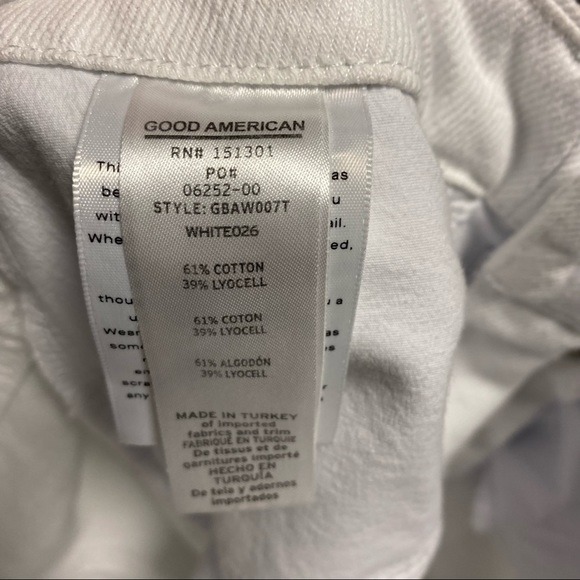 GOOD AMERICAN
RN# 151301
PO#
06252-00
STYLE: GBAW007T
WHITE026
61% COTTON
39% LYOCELL
61% COTON
39% LYOCELL
61% ALGODÓN
39% LYOCELL
MADE IN TURKEY
of imported
fabrics and trim
FABRIQUÉ EN TURQUIE
De tissus et de
garnitures importé
HECHO EN
TURQUÍA
De tela y adornos
importados